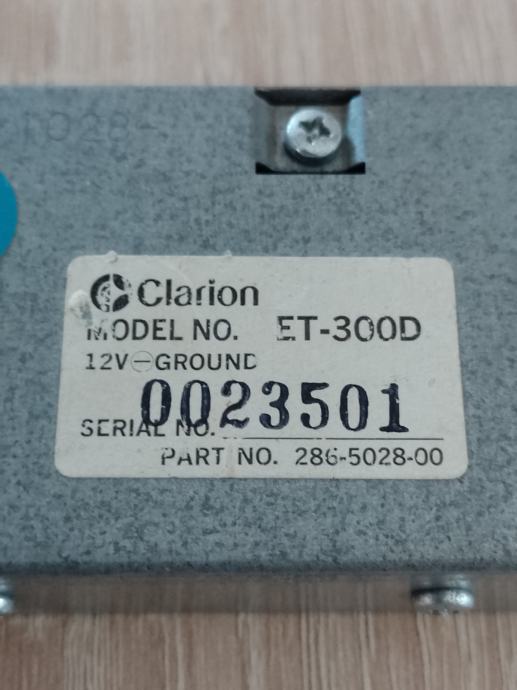 1028-
Clarion
MODEL NO. ET-300D
12V⊖GROUND
0023501
SERIAL NO.
PART NO. 286-5028-00